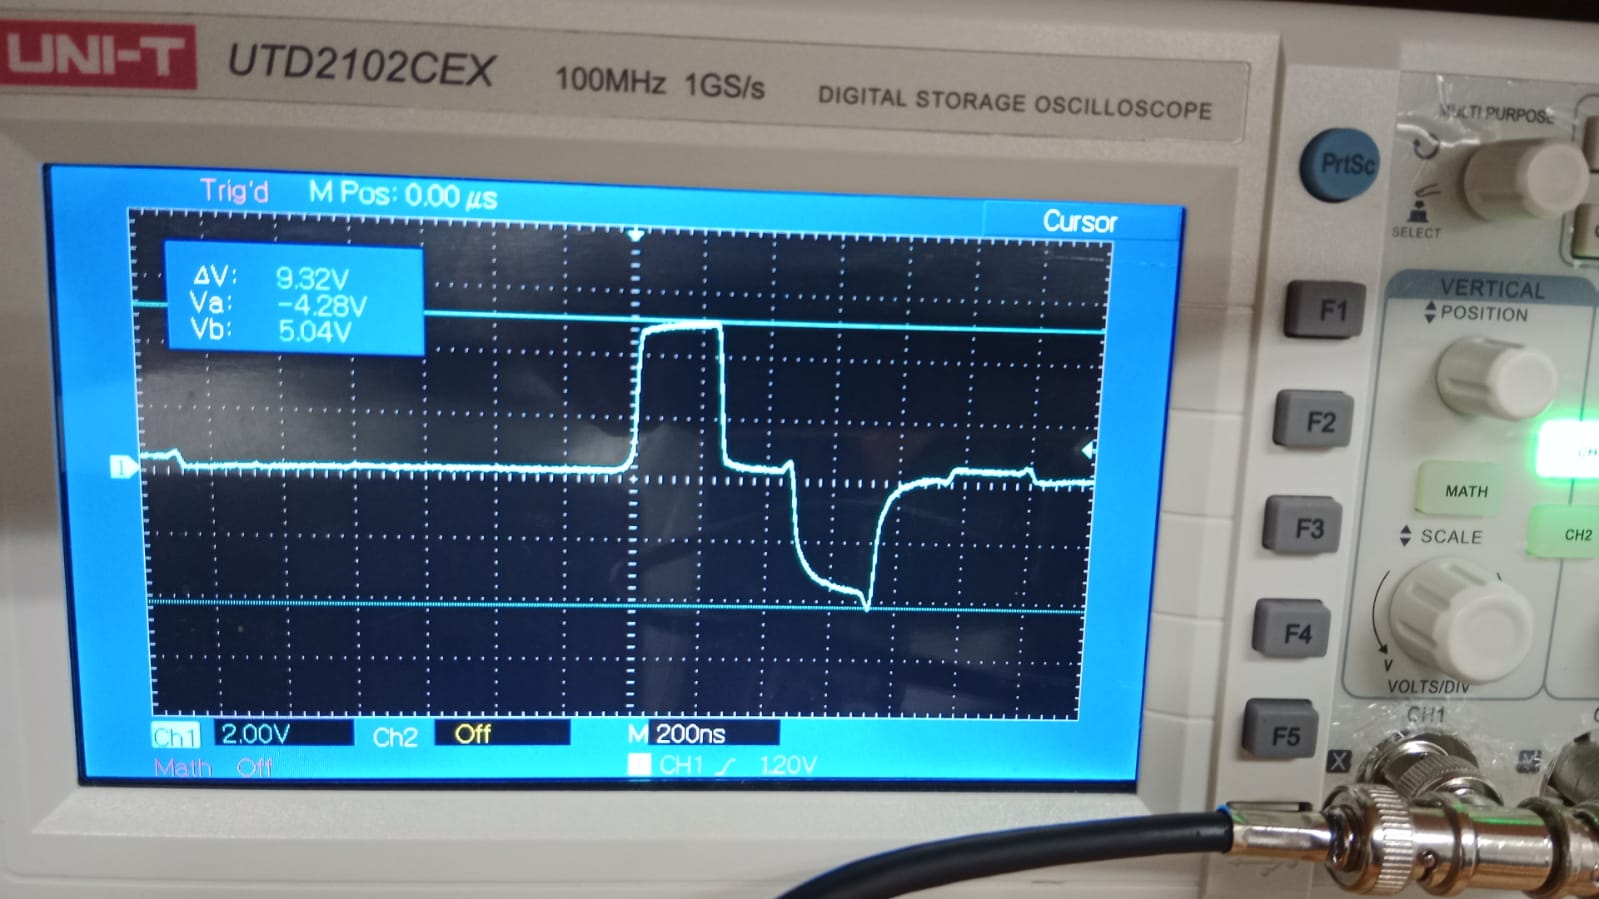 UNI-T UTD2102CEX 100MHz 1GS/s DIGITAL STORAGE OSCILLOSCOPE
Trig'd M Pos: 0.00 μs
Cursor
ΔV: 9.32V
Va: -4.28V
Vb: 5.04V
1
Ch1 2.00V Ch2 Off M 200ns
Math Off CH1 1.20V
MULTI PURPOSE
PrtSc
SELECT
VERTICAL
POSITION
F1
F2
MATH
F3
SCALE
CH2
F4
V
VOLTS/DIV
CH1
F5
X